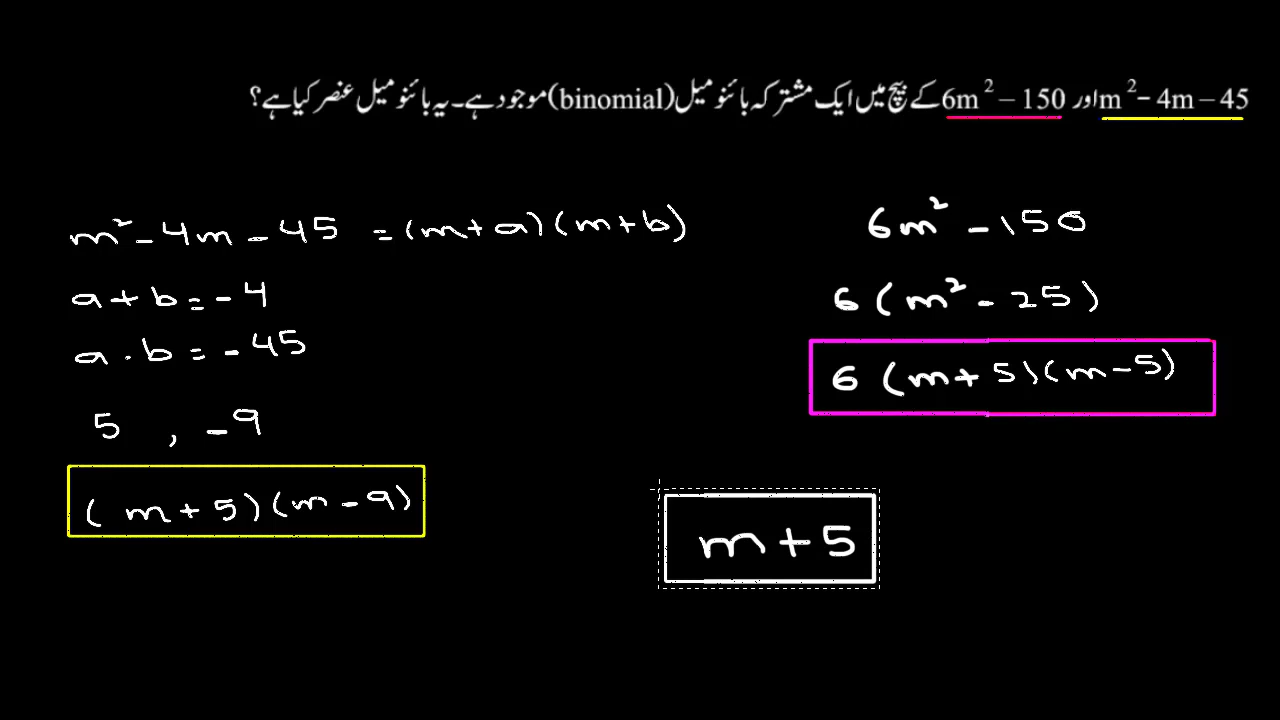 m² − 4m − 45 اور 6m² − 150 کے بیچ میں ایک مشترکہ بائنومیل (binomial) موجود ہے۔ یہ بائنومیل عنصر کیا ہے؟
m² - 4m - 45 = (m+a)(m+b)
a + b = -4
a · b = -45
5 , -9
(m+5)(m-9)
6m² - 150
6(m² - 25)
6(m+5)(m-5)
m+5